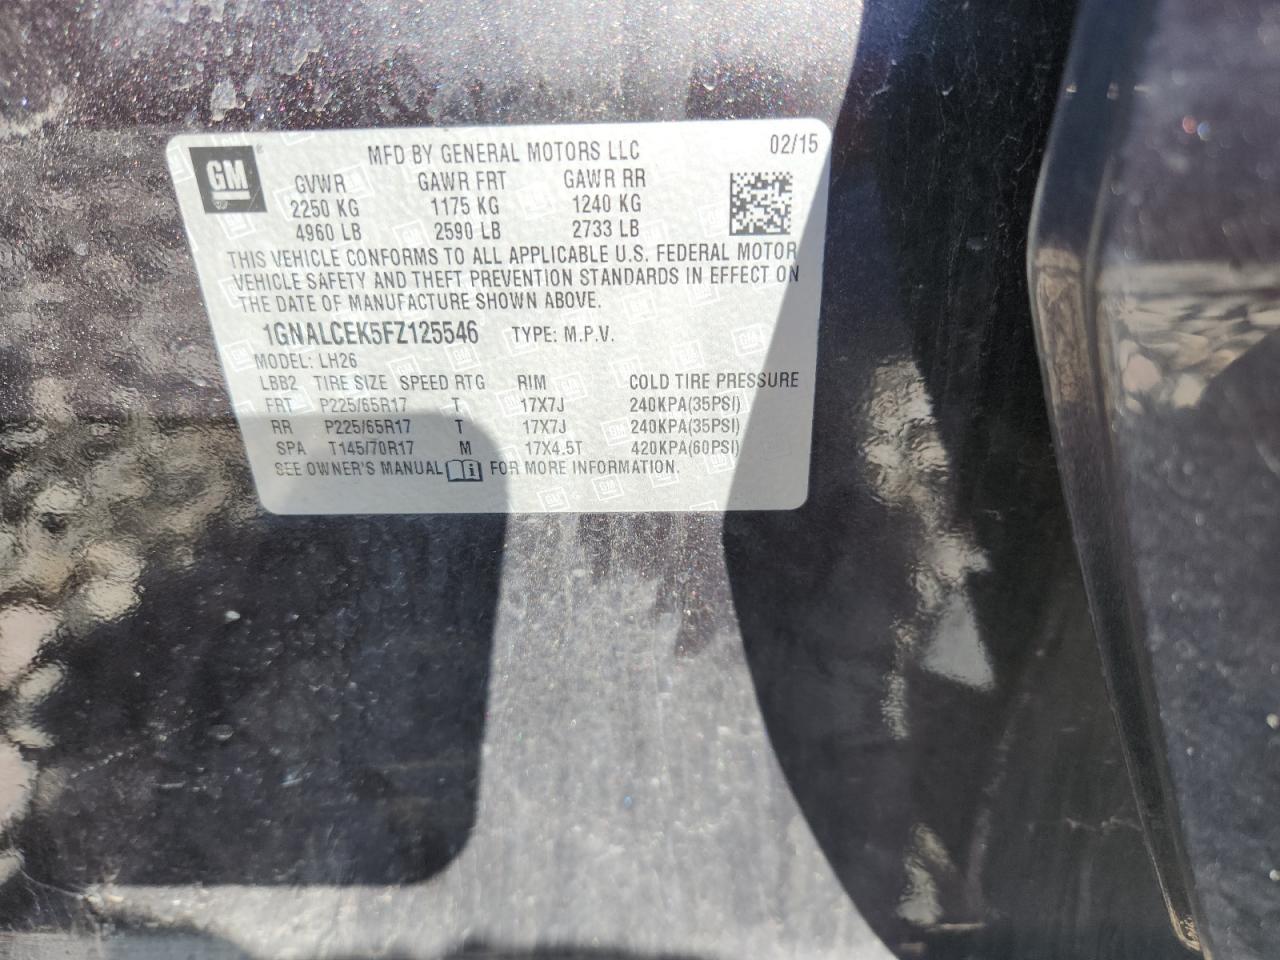 GM
MFD BY GENERAL MOTORS LLC 02/15
GVWR GAWR FRT GAWR RR
2250 KG 1175 KG 1240 KG
4960 LB 2590 LB 2733 LB
THIS VEHICLE CONFORMS TO ALL APPLICABLE U.S. FEDERAL MOTOR
VEHICLE SAFETY AND THEFT PREVENTION STANDARDS IN EFFECT ON
THE DATE OF MANUFACTURE SHOWN ABOVE.
1GNALCEK5FZ125546 TYPE: M.P.V.
MODEL: LH26
LBB2 TIRE SIZE SPEED RTG RIM COLD TIRE PRESSURE
FRT P225/65R17 T 17X7J 240KPA(35PSI)
RR P225/65R17 T 17X7J 240KPA(35PSI)
SPA T145/70R17 M 17X4.5T 420KPA(60PSI)
SEE OWNER'S MANUAL FOR MORE INFORMATION.